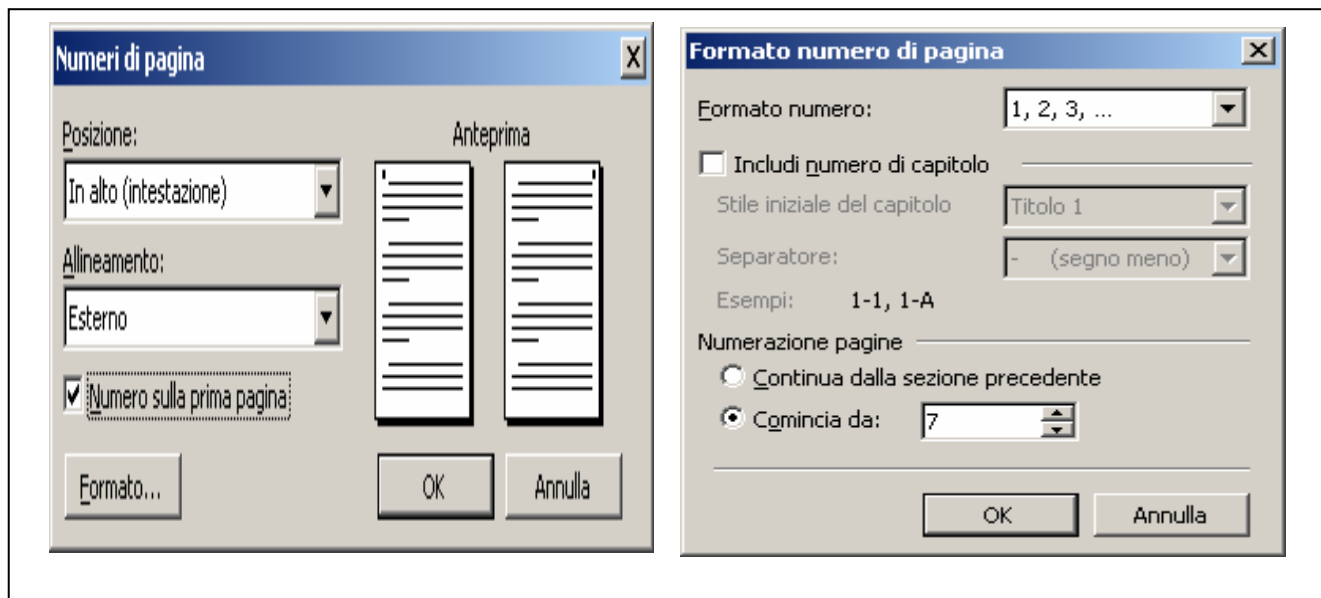 Numeri di pagina
Posizione:
Anteprima
In alto (intestazione)
Allineamento:
Esterno
Numero sulla prima pagina
Formato...
OK
Annulla
Formato numero di pagina
Formato numero:
1, 2, 3, ...
Includi numero di capitolo
Stile iniziale del capitolo
Titolo 1
Separatore:
- (segno meno)
Esempi:
1-1, 1-A
Numerazione pagine
Continua dalla sezione precedente
Comincia da:
7
OK
Annulla